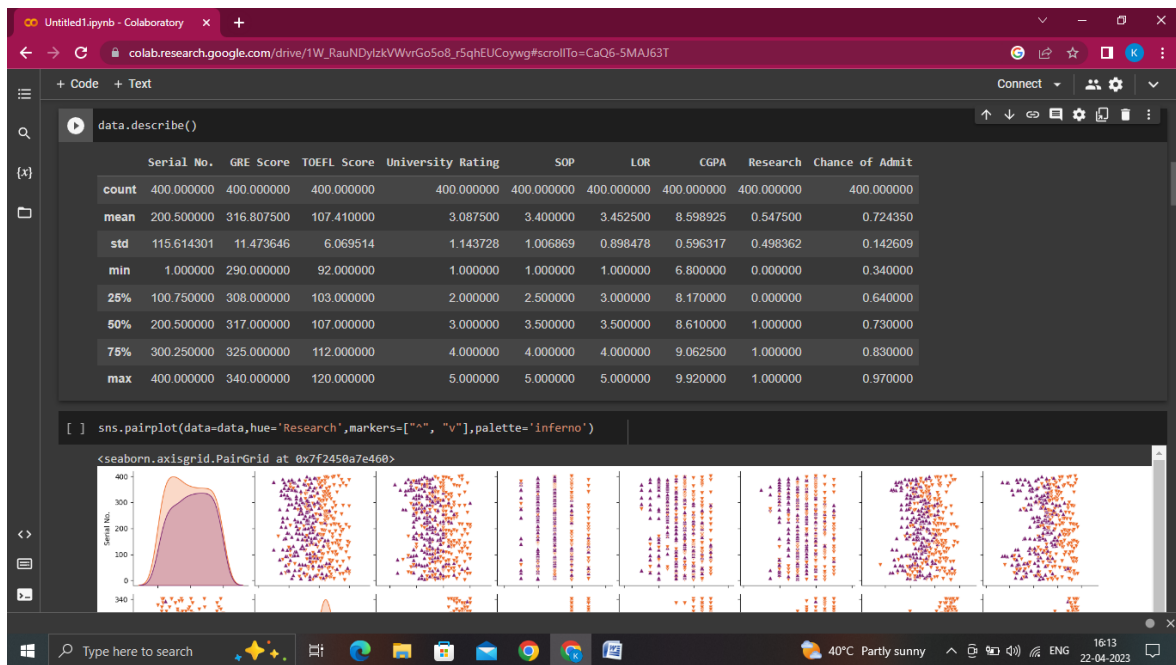 Untitled1.ipynb - Colaboratory
colab.research.google.com/drive/1W_RauNDylzkVWvrGo5o8_r5qhEUCoywg#scrollTo=CaQ6-5MAJ63T
K
+ Code + Text
Connect
{x}
data.describe()
Serial No. GRE Score TOEFL Score University Rating SOP LOR CGPA Research Chance of Admit
count 400.000000 400.000000 400.000000 400.000000 400.000000 400.000000 400.000000 400.000000 400.000000
mean 200.500000 316.807500 107.410000 3.087500 3.400000 3.452500 8.598925 0.547500 0.724350
std 115.614301 11.473646 6.069514 1.143728 1.006869 0.898478 0.596317 0.498362 0.142609
min 1.000000 290.000000 92.000000 1.000000 1.000000 1.000000 6.800000 0.000000 0.340000
25% 100.750000 308.000000 103.000000 2.000000 2.500000 3.000000 8.170000 0.000000 0.640000
50% 200.500000 317.000000 107.000000 3.000000 3.500000 3.500000 8.610000 1.000000 0.730000
75% 300.250000 325.000000 112.000000 4.000000 4.000000 4.000000 9.062500 1.000000 0.830000
max 400.000000 340.000000 120.000000 5.000000 5.000000 5.000000 9.920000 1.000000 0.970000
[ ] sns.pairplot(data=data,hue='Research',markers=["^", "v"],palette='inferno')
<seaborn.axisgrid.PairGrid at 0x7f2450a7e460>
400
300
200
100
0
Serial No.
340
Type here to search
40°C Partly sunny
ENG
16:13
22-04-2023